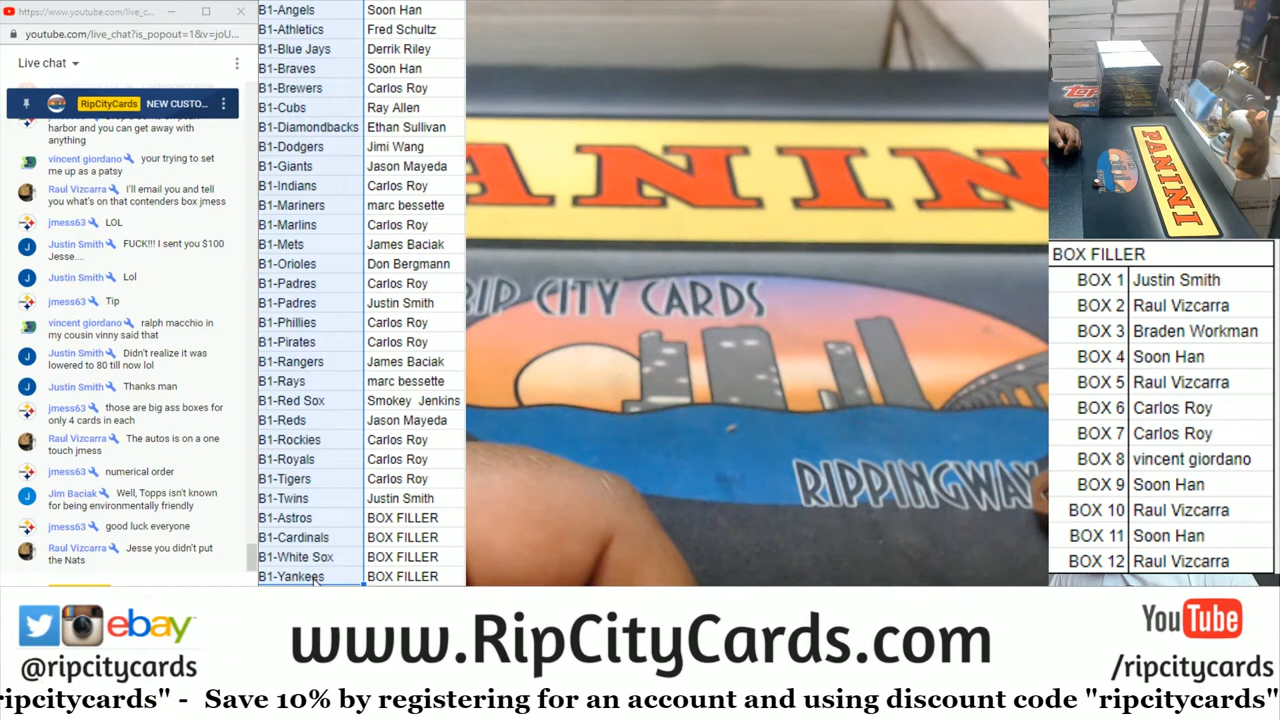 https://www.youtube.com/live_c...
youtube.com/live_chat?is_popout=1&v=joU...
Live chat
RipCityCards NEW CUSTO...
harbor and you can get away with
anything
vincent giordano your trying to set
me up as a patsy
Raul Vizcarra I'll email you and tell
you what's on that contenders box jmess
jmess63 LOL
Justin Smith FUCK!!! I sent you $100
Jesse....
Justin Smith Lol
jmess63 Tip
vincent giordano ralph macchio in
my cousin vinny said that
Justin Smith Didn't realize it was
lowered to 80 till now lol
Justin Smith Thanks man
jmess63 those are big ass boxes for
only 4 cards in each
Raul Vizcarra The autos is on a one
touch jmess
jmess63 numerical order
Jim Baciak Well, Topps isn't known
for being environmentally friendly
jmess63 good luck everyone
Raul Vizcarra Jesse you didn't put
the Nats
B1-Angels Soon Han
B1-Athletics Fred Schultz
B1-Blue Jays Derrik Riley
B1-Braves Soon Han
B1-Brewers Carlos Roy
B1-Cubs Ray Allen
B1-Diamondbacks Ethan Sullivan
B1-Dodgers Jimi Wang
B1-Giants Jason Mayeda
B1-Indians Carlos Roy
B1-Mariners marc bessette
B1-Marlins Carlos Roy
B1-Mets James Baciak
B1-Orioles Don Bergmann
B1-Padres Carlos Roy
B1-Padres Justin Smith
B1-Phillies Carlos Roy
B1-Pirates Carlos Roy
B1-Rangers James Baciak
B1-Rays marc bessette
B1-Red Sox Smokey Jenkins
B1-Reds Jason Mayeda
B1-Rockies Carlos Roy
B1-Royals Carlos Roy
B1-Tigers Carlos Roy
B1-Twins Justin Smith
B1-Astros BOX FILLER
B1-Cardinals BOX FILLER
B1-White Sox BOX FILLER
B1-Yankees BOX FILLER
ANIN
RIP CITY CARDS
RIPPINGWAX
PANINI
BOX FILLER
BOX 1 Justin Smith
BOX 2 Raul Vizcarra
BOX 3 Braden Workman
BOX 4 Soon Han
BOX 5 Raul Vizcarra
BOX 6 Carlos Roy
BOX 7 Carlos Roy
BOX 8 vincent giordano
BOX 9 Soon Han
BOX 10 Raul Vizcarra
BOX 11 Soon Han
BOX 12 Raul Vizcarra
ebay
@ripcitycards
www.RipCityCards.com
YouTube
/ripcitycards
ripcitycards" - Save 10% by registering for an account and using discount code "ripcitycards"